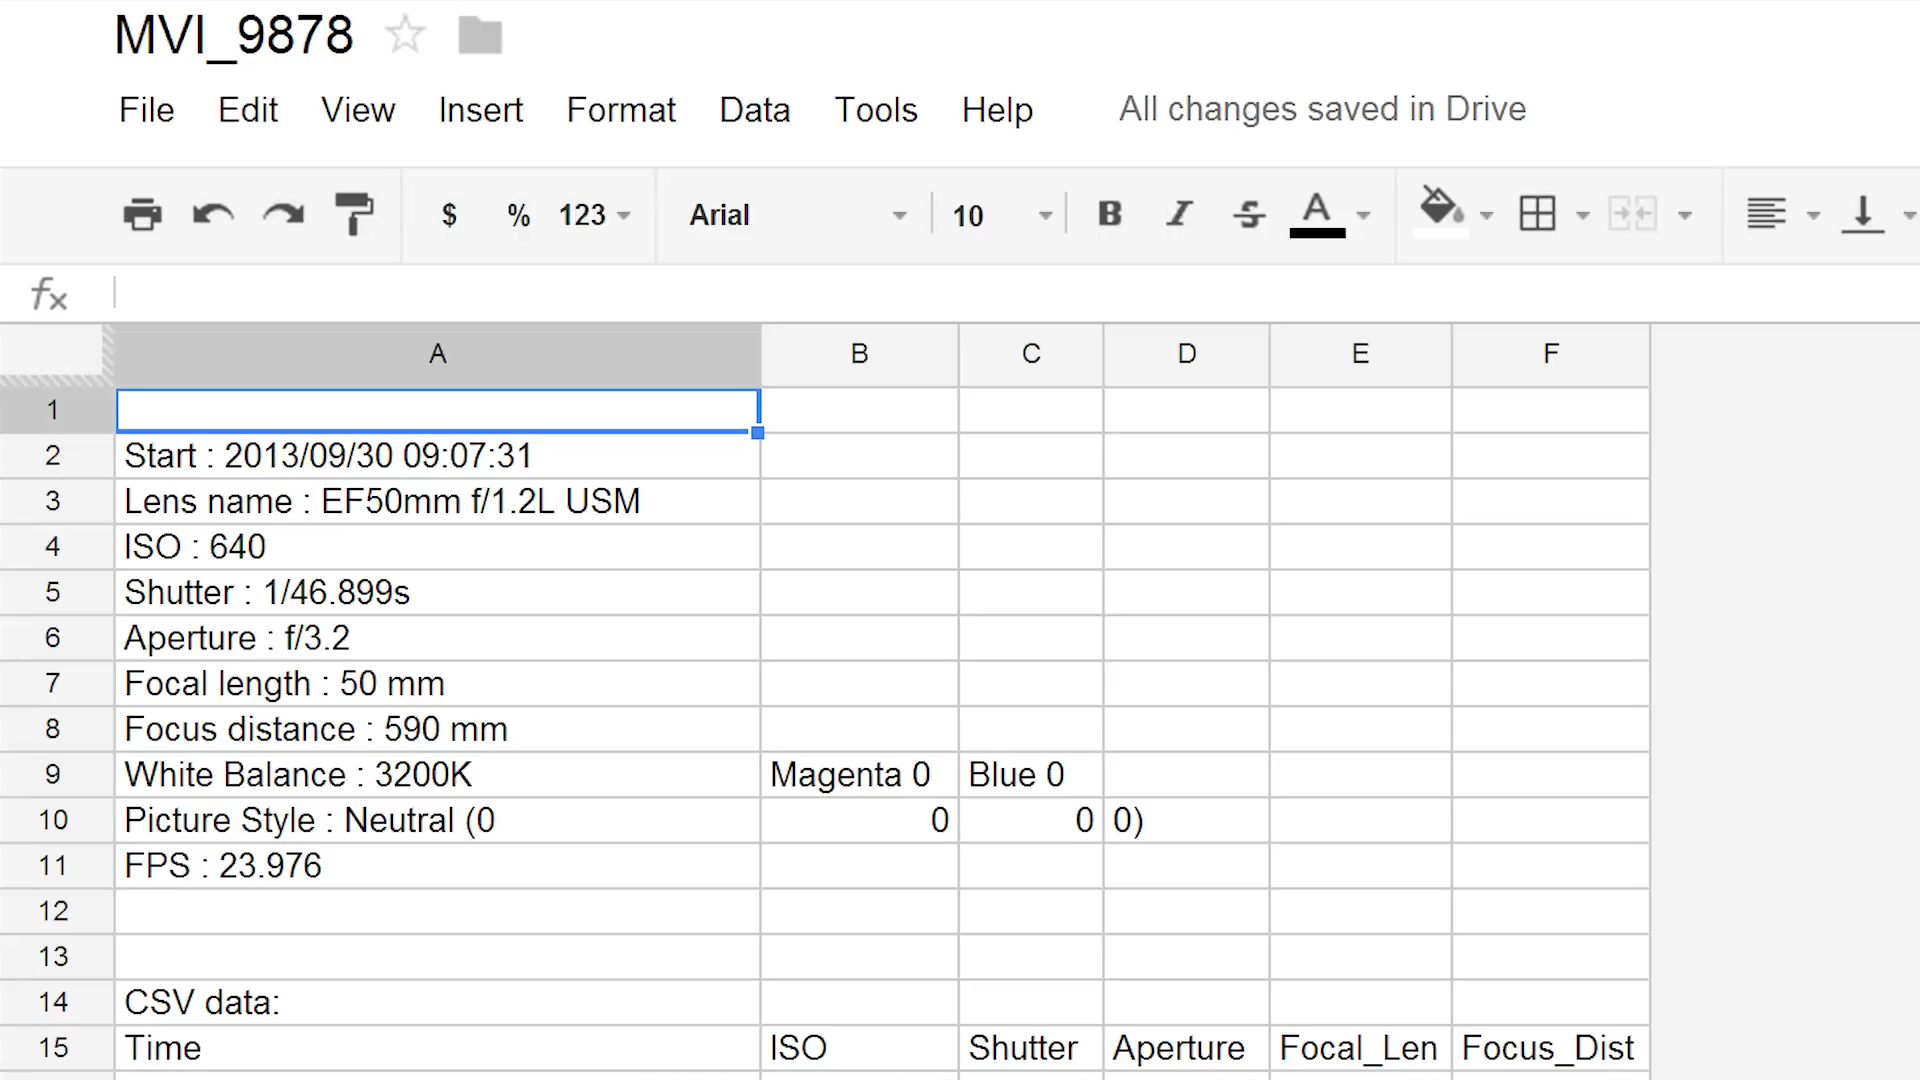 MVI_9878
File Edit View Insert Format Data Tools Help All changes saved in Drive
$ % 123 Arial 10 B I S A
fx
A B C D E F
1
2 Start : 2013/09/30 09:07:31
3 Lens name : EF50mm f/1.2L USM
4 ISO : 640
5 Shutter : 1/46.899s
6 Aperture : f/3.2
7 Focal length : 50 mm
8 Focus distance : 590 mm
9 White Balance : 3200K Magenta 0 Blue 0
10 Picture Style : Neutral (0 0 0 0)
11 FPS : 23.976
12
13
14 CSV data:
15 Time ISO Shutter Aperture Focal_Len Focus_Dist